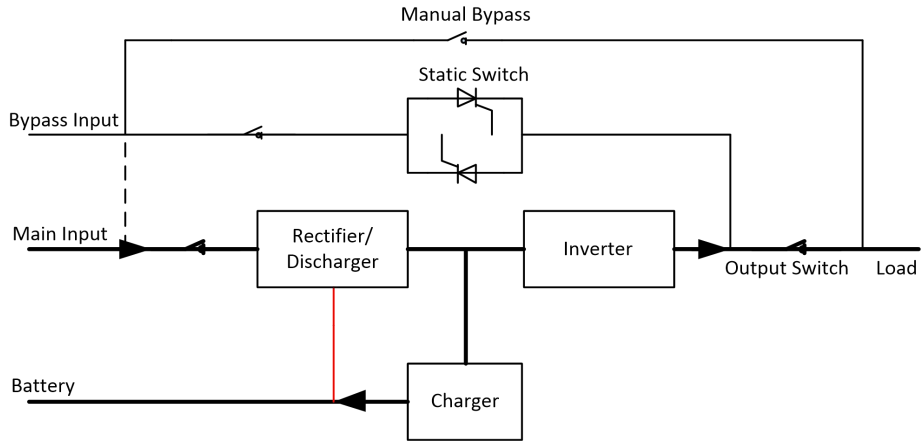 Manual Bypass
Static Switch
Bypass Input
Main Input
Rectifier/
Discharger
Inverter
Output Switch
Load
Battery
Charger